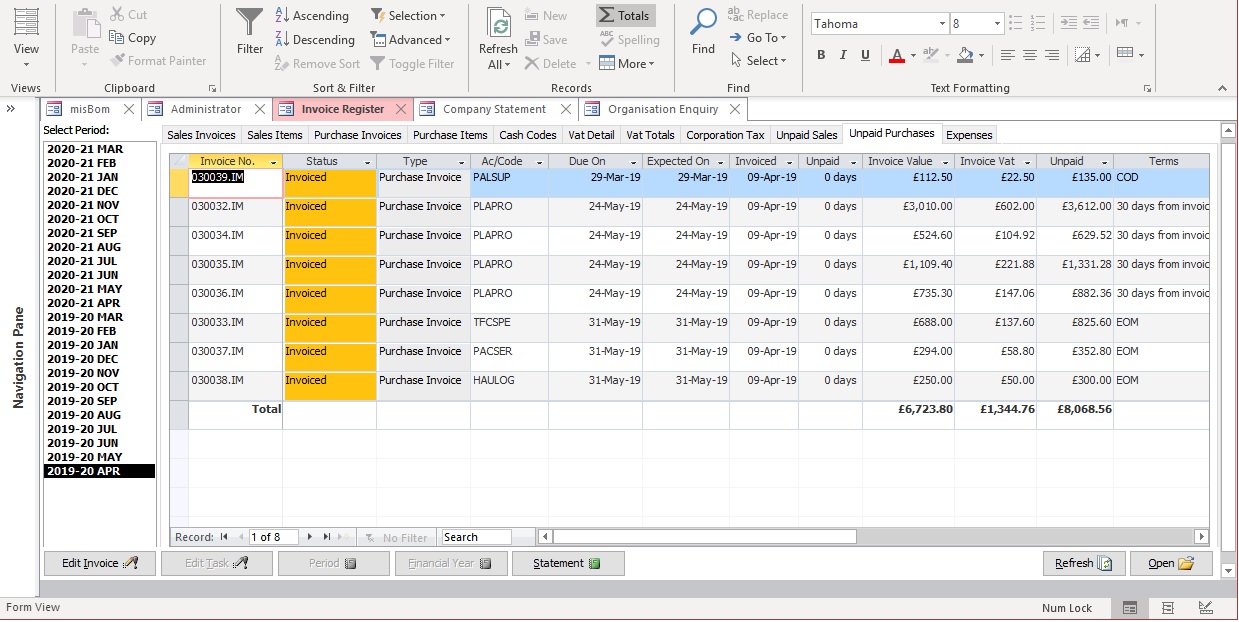 View
Views
Paste
Cut
Copy
Format Painter
Clipboard
Filter
Ascending
Descending
Remove Sort
Selection
Advanced
Toggle Filter
Sort & Filter
Refresh All
New
Save
Delete
Totals
Spelling
More
Records
Find
Replace
Go To
Select
Find
Tahoma 8
B I U A
Text Formatting
misBom Administrator Invoice Register Company Statement Organisation Enquiry
Navigation Pane
Select Period:
2020-21 MAR
2020-21 FEB
2020-21 JAN
2020-21 DEC
2020-21 NOV
2020-21 OCT
2020-21 SEP
2020-21 AUG
2020-21 JUL
2020-21 JUN
2020-21 MAY
2020-21 APR
2019-20 MAR
2019-20 FEB
2019-20 JAN
2019-20 DEC
2019-20 NOV
2019-20 OCT
2019-20 SEP
2019-20 AUG
2019-20 JUL
2019-20 JUN
2019-20 MAY
2019-20 APR
Sales Invoices Sales Items Purchase Invoices Purchase Items Cash Codes Vat Detail Vat Totals Corporation Tax Unpaid Sales Unpaid Purchases Expenses
Invoice No. Status Type Ac/Code Due On Expected On Invoiced Unpaid Invoice Value Invoice Vat Unpaid Terms
030039.IM Invoiced Purchase Invoice PALSUP 29-Mar-19 29-Mar-19 09-Apr-19 0 days £112.50 £22.50 £135.00 COD
030032.IM Invoiced Purchase Invoice PLAPRO 24-May-19 24-May-19 09-Apr-19 0 days £3,010.00 £602.00 £3,612.00 30 days from invoic
030034.IM Invoiced Purchase Invoice PLAPRO 24-May-19 24-May-19 09-Apr-19 0 days £524.60 £104.92 £629.52 30 days from invoic
030035.IM Invoiced Purchase Invoice PLAPRO 24-May-19 24-May-19 09-Apr-19 0 days £1,109.40 £221.88 £1,331.28 30 days from invoic
030036.IM Invoiced Purchase Invoice PLAPRO 24-May-19 24-May-19 09-Apr-19 0 days £735.30 £147.06 £882.36 30 days from invoic
030033.IM Invoiced Purchase Invoice TFCSPE 31-May-19 31-May-19 09-Apr-19 0 days £688.00 £137.60 £825.60 EOM
030037.IM Invoiced Purchase Invoice PACSER 31-May-19 31-May-19 09-Apr-19 0 days £294.00 £58.80 £352.80 EOM
030038.IM Invoiced Purchase Invoice HAULOG 31-May-19 31-May-19 09-Apr-19 0 days £250.00 £50.00 £300.00 EOM
Total £6,723.80 £1,344.76 £8,068.56
Record: 1 of 8 No Filter Search
Edit Invoice Edit Task Period Financial Year Statement Refresh Open
Form View Num Lock